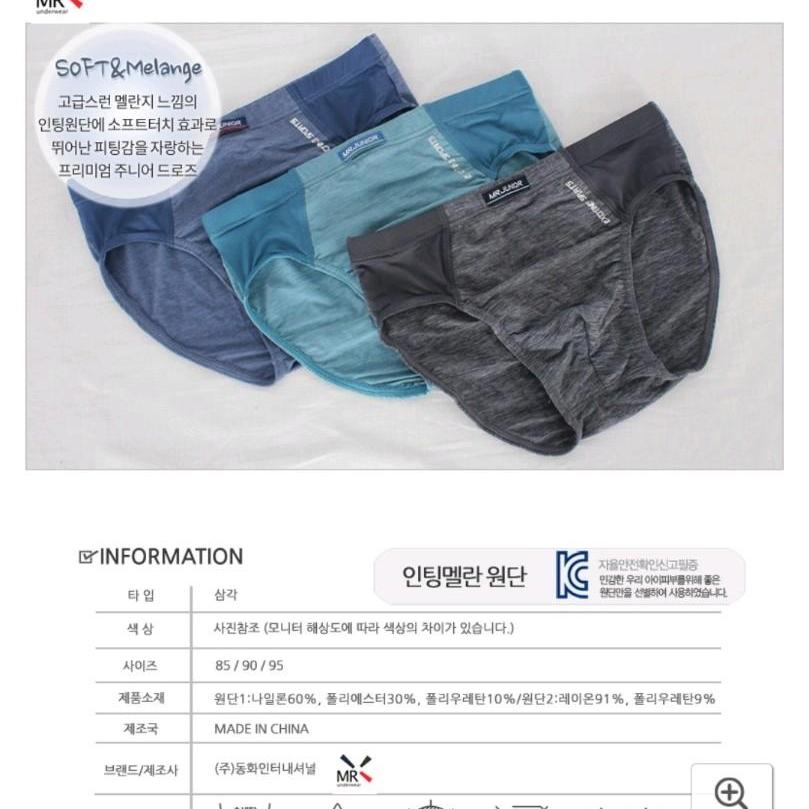 MR
underwear
SOFT&Melange
고급스런 멜란지 느낌의
인팅원단에 소프트터치 효과로
뛰어난 피팅감을 자랑하는
프리미엄 주니어 드로즈
MR.JUNIOR
MR.JUNIOR
INFORMATION
인팅멜란 원단
자율안전확인신고필증
민감한 우리 아이피부를위해 좋은
원단만을 선별하여 사용하였습니다.
타 입 삼각
색 상 사진참조 (모니터 해상도에 따라 색상의 차이가 있습니다.)
사이즈 85 / 90 / 95
제품소재 원단1:나일론60%, 폴리에스터30%, 폴리우레탄10%/원단2:레이온91%, 폴리우레탄9%
제조국 MADE IN CHINA
브랜드/제조사 (주)동화인터내셔널
MR
underwear